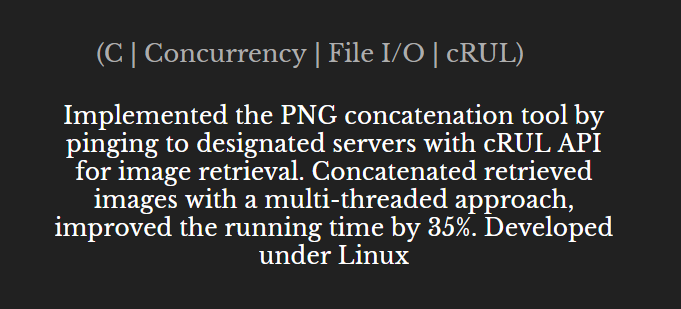 (C | Concurrency | File I/O | cRUL)
Implemented the PNG concatenation tool by
pinging to designated servers with cRUL API
for image retrieval. Concatenated retrieved
images with a multi-threaded approach,
improved the running time by 35%. Developed
under Linux